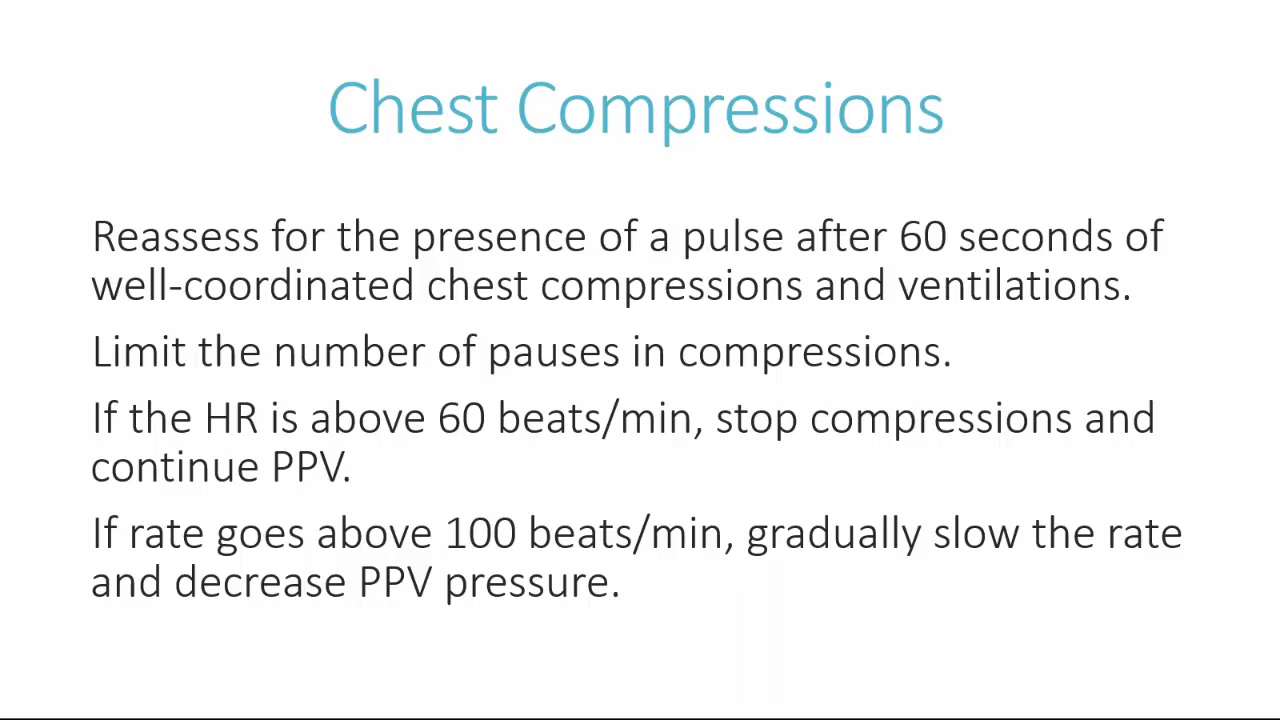 Chest Compressions
Reassess for the presence of a pulse after 60 seconds of
well-coordinated chest compressions and ventilations.
Limit the number of pauses in compressions.
If the HR is above 60 beats/min, stop compressions and
continue PPV.
If rate goes above 100 beats/min, gradually slow the rate
and decrease PPV pressure.